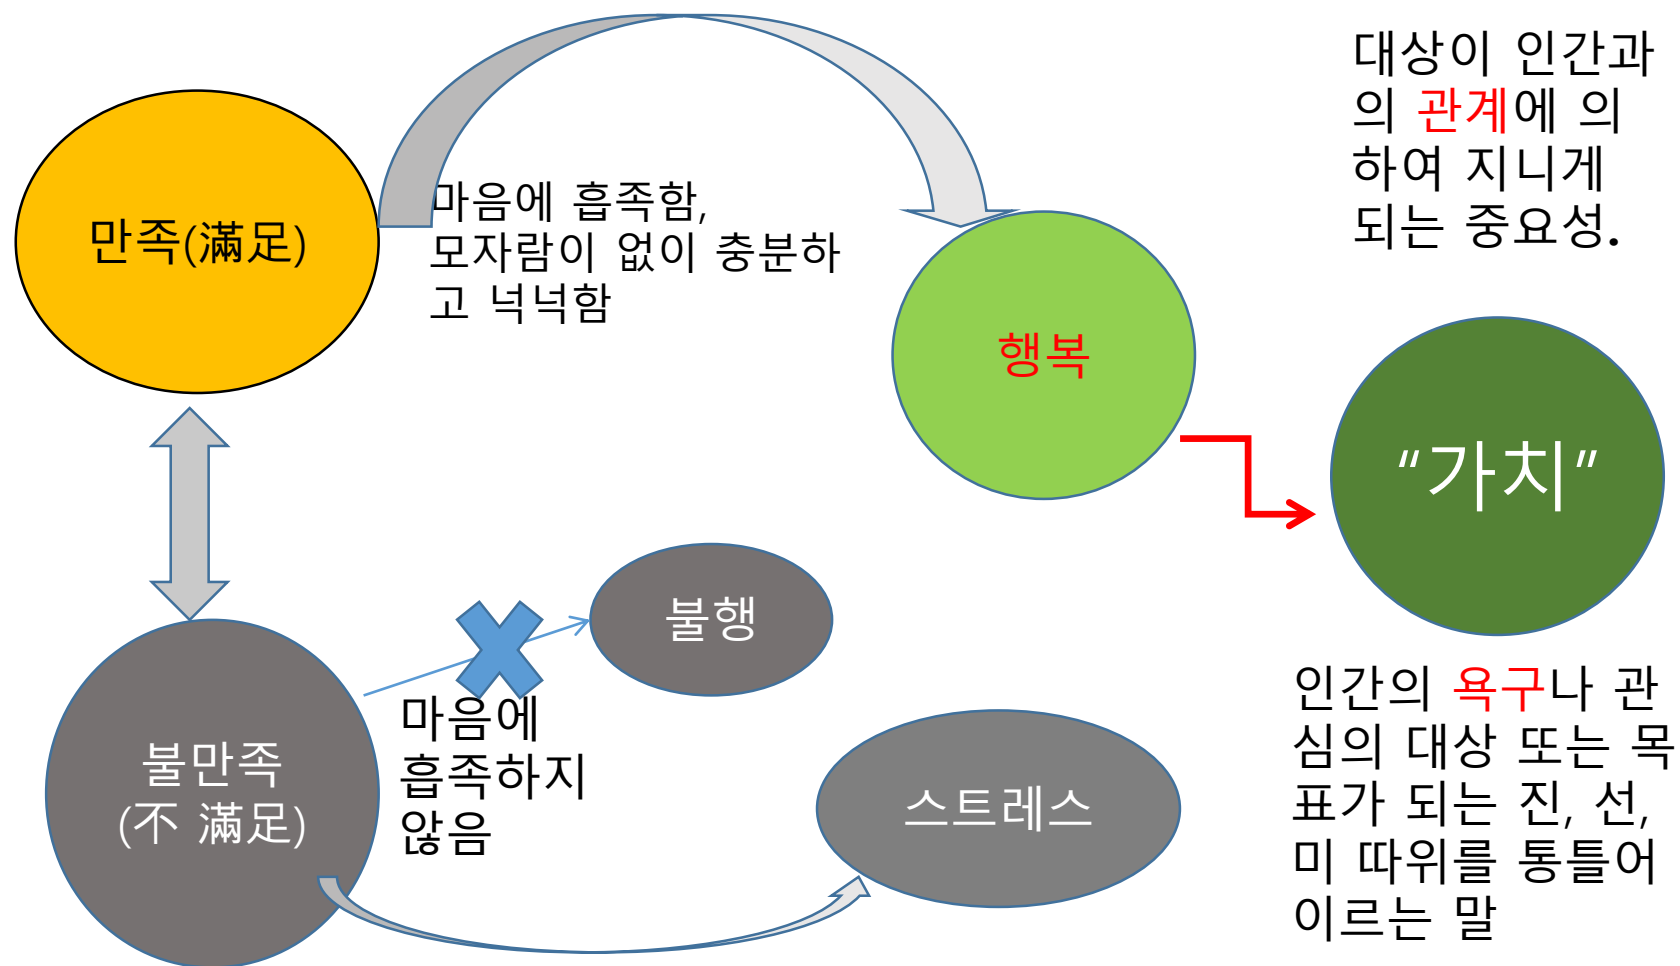 만족(滿足)
마음에 흡족함,
모자람이 없이 충분하
고 넉넉함
행복
대상이 인간과
의 관계에 의
하여 지니게
되는 중요성.
“가치”
인간의 욕구나 관
심의 대상 또는 목
표가 되는 진, 선,
미 따위를 통틀어
이르는 말
불행
불만족
(不 滿足)
마음에
흡족하지
않음
스트레스